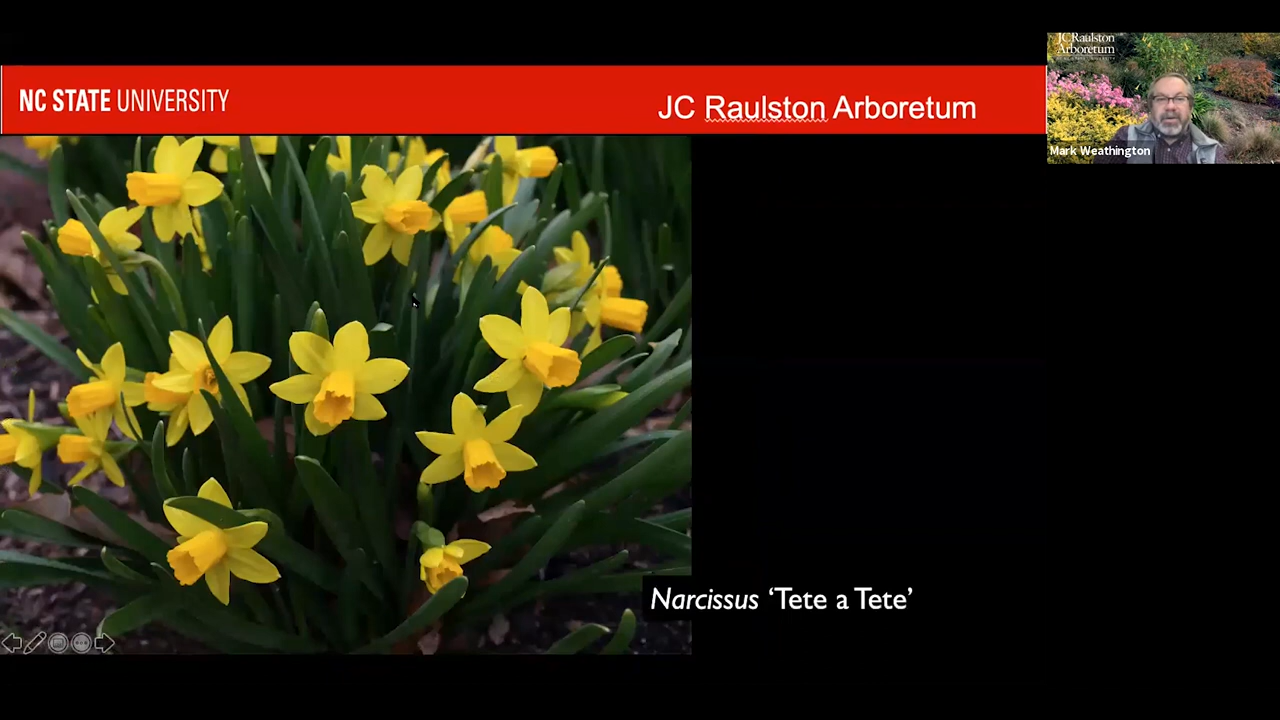 NC STATE UNIVERSITY
JC Raulston Arboretum
JC Raulston
Arboretum
Mark Weathington
Narcissus ‘Tete a Tete’